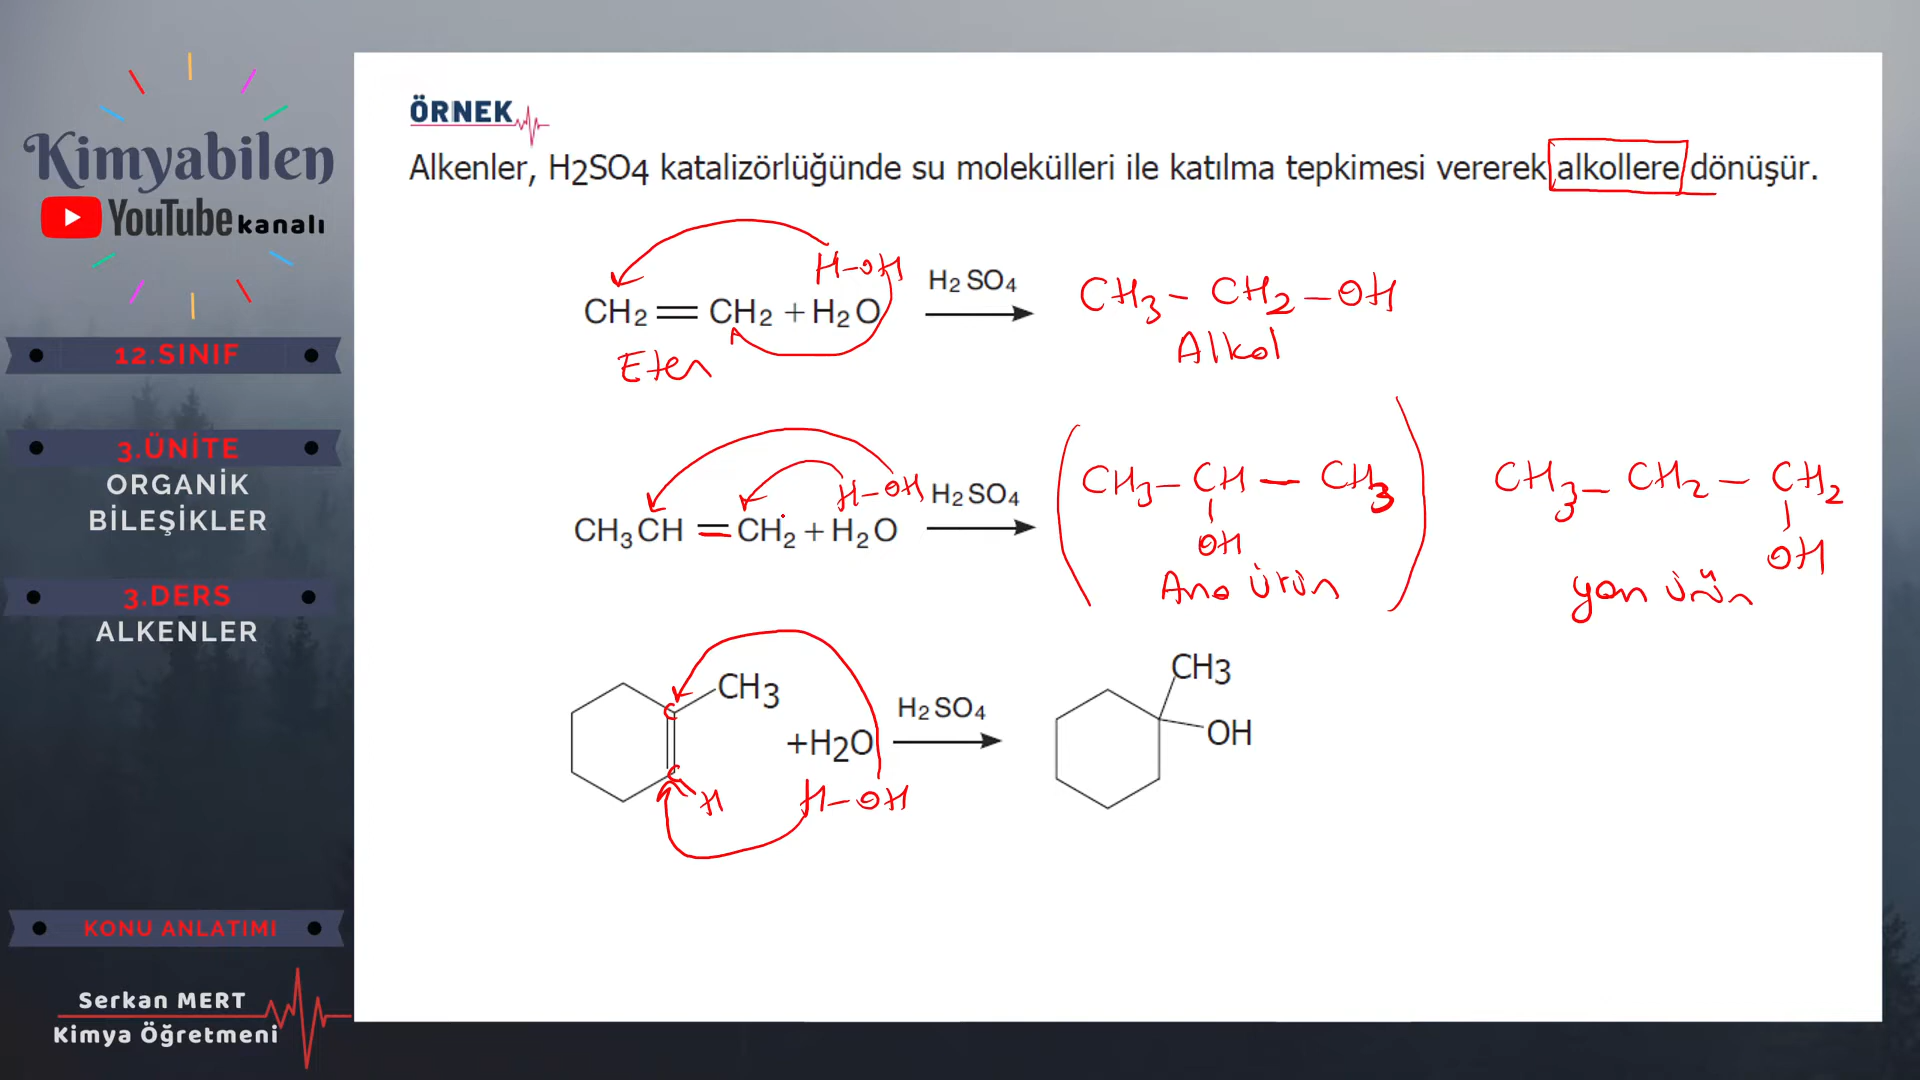 Kimyabilen
YouTube kanalı
12.SINIF
3.ÜNİTE
ORGANİK
BİLEŞİKLER
3.DERS
ALKENLER
KONU ANLATIMI
Serkan MERT
Kimya Öğretmeni
ÖRNEK
Alkenler, H2SO4 katalizörlüğünde su molekülleri ile katılma tepkimesi vererek alkollere dönüşür.
H-OH
CH2 = CH2 + H2O H2SO4 CH3 - CH2 - OH
Eten Alkol
H-OH
CH3CH = CH2 + H2O H2SO4 CH3 - CH - CH3 CH3 - CH2 - CH2
OH OH
Ana ürün yan ürün
CH3 CH3
C
+H2O H2SO4 OH
C
H H-OH